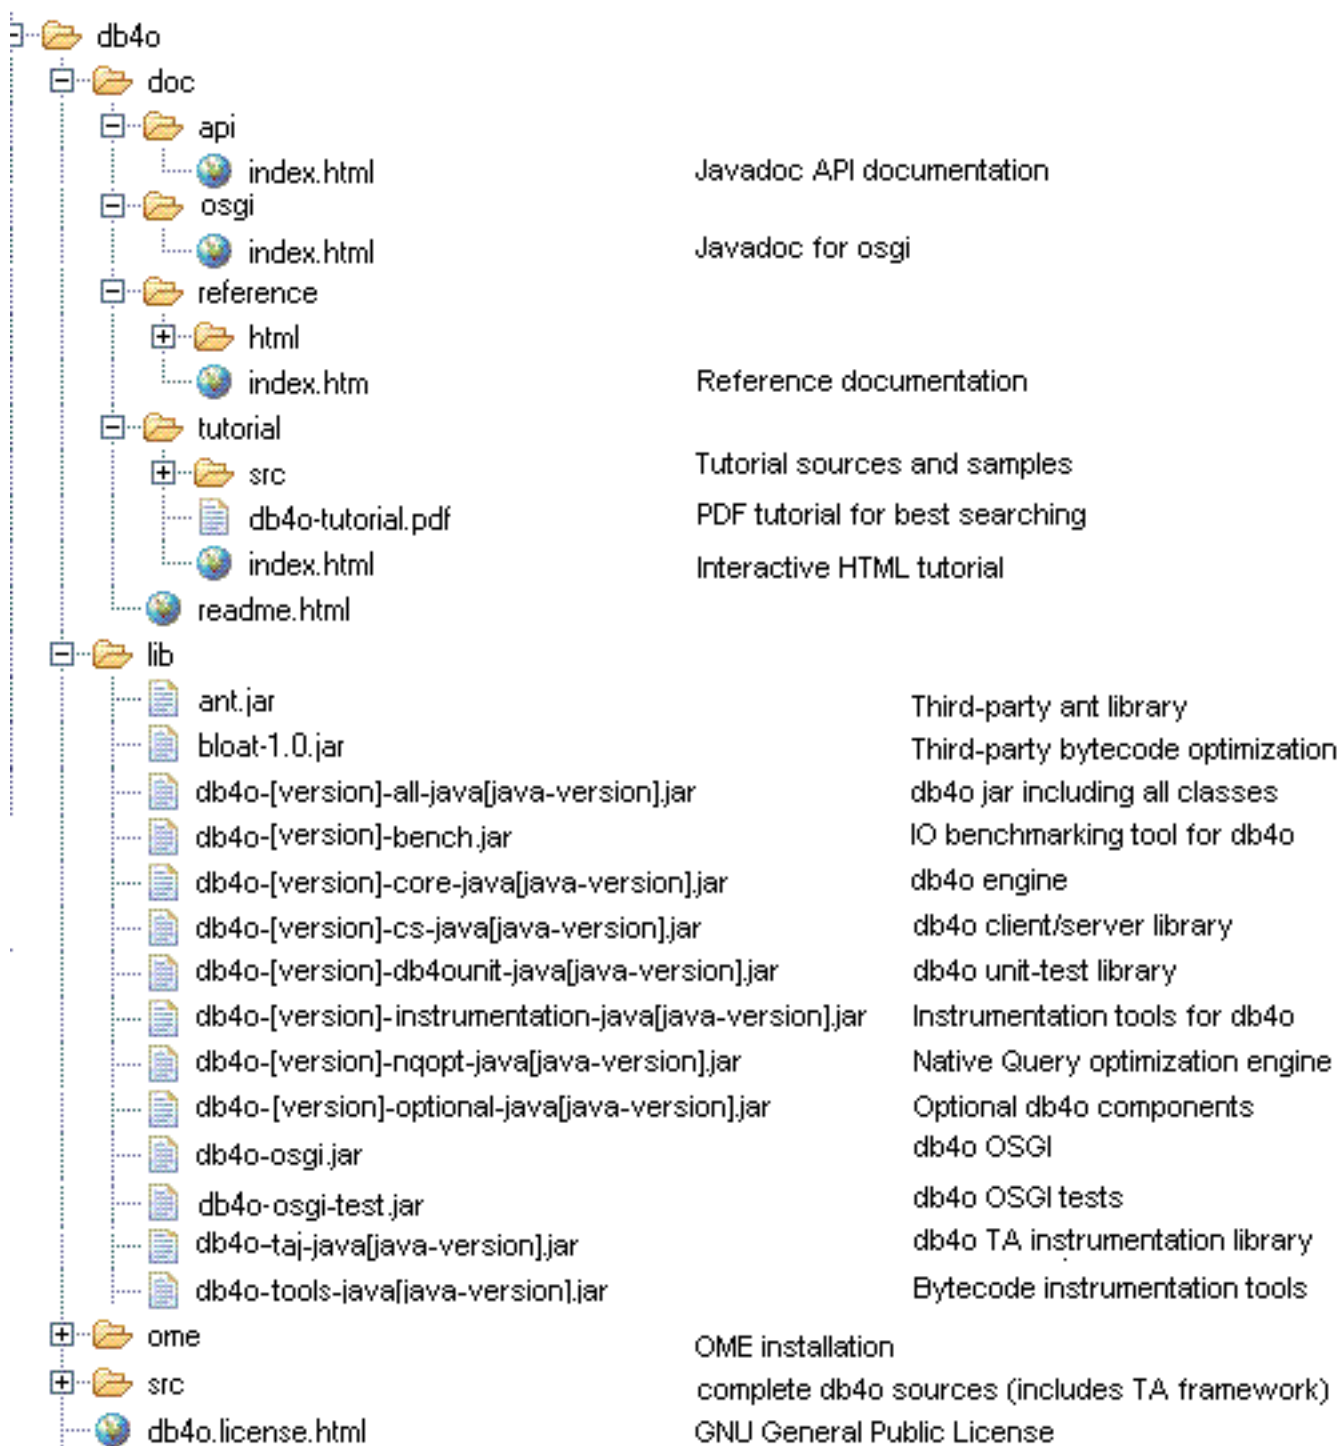 db4o
doc
api
index.html Javadoc API documentation
osgi
index.html Javadoc for osgi
reference
html
index.htm Reference documentation
tutorial
src Tutorial sources and samples
db4o-tutorial.pdf PDF tutorial for best searching
index.html Interactive HTML tutorial
readme.html
lib
ant.jar Third-party ant library
bloat-1.0.jar Third-party bytecode optimization
db4o-[version]-all-java[java-version].jar db4o jar including all classes
db4o-[version]-bench.jar IO benchmarking tool for db4o
db4o-[version]-core-java[java-version].jar db4o engine
db4o-[version]-cs-java[java-version].jar db4o client/server library
db4o-[version]-db4ounit-java[java-version].jar db4o unit-test library
db4o-[version]-instrumentation-java[java-version].jar Instrumentation tools for db4o
db4o-[version]-nqopt-java[java-version].jar Native Query optimization engine
db4o-[version]-optional-java[java-version].jar Optional db4o components
db4o-osgi.jar db4o OSGI
db4o-osgi-test.jar db4o OSGI tests
db4o-taj-java[java-version].jar db4o TA instrumentation library
db4o-tools-java[java-version].jar Bytecode instrumentation tools
ome OME installation
src complete db4o sources (includes TA framework)
db4o.license.html GNU General Public License